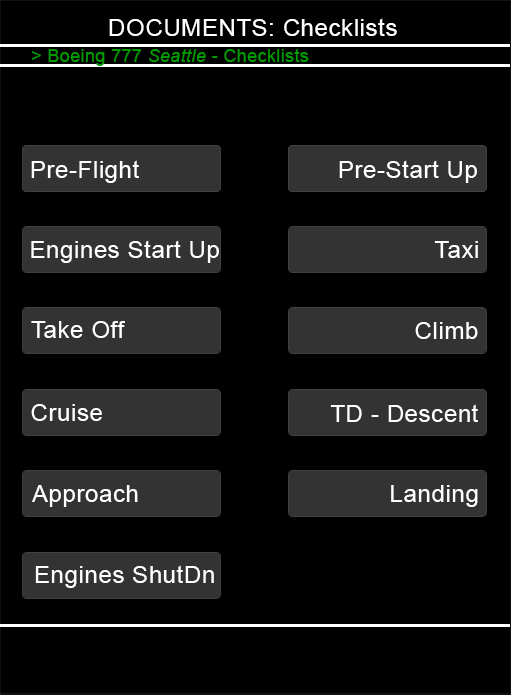 DOCUMENTS: Checklists
> Boeing 777 Seattle - Checklists
Pre-Flight
Pre-Start Up
Engines Start Up
Taxi
Take Off
Climb
Cruise
TD - Descent
Approach
Landing
Engines ShutDn